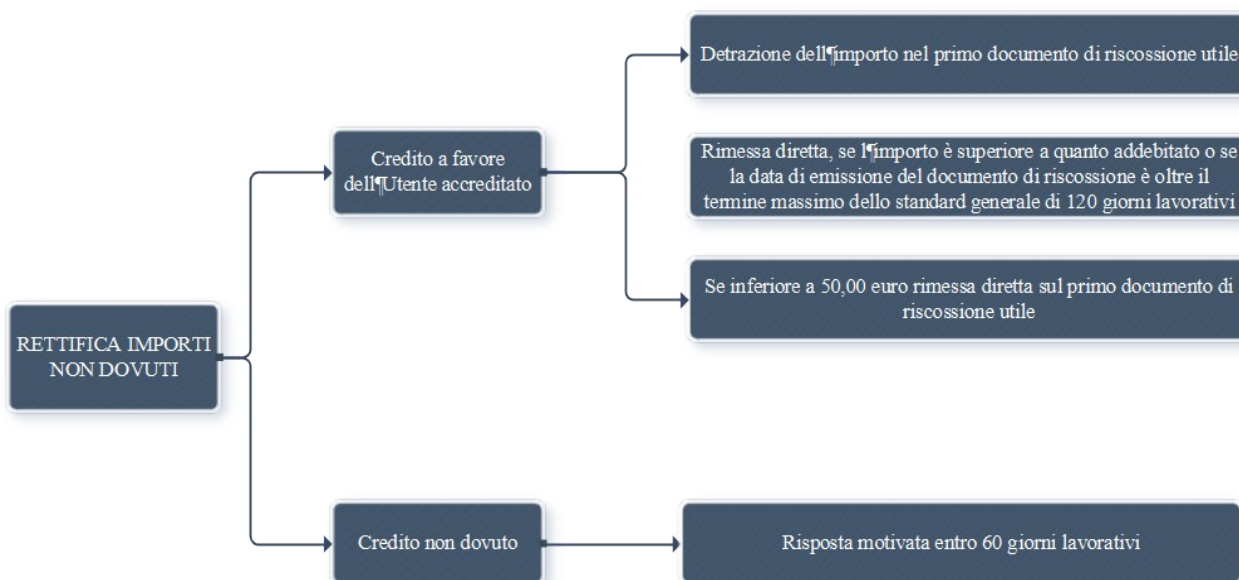 Detrazione dell¶importo nel primo documento di riscossione utile
Credito a favore
dell¶Utente accreditato
Rimessa diretta, se l¶importo è superiore a quanto addebitato o se
la data di emissione del documento di riscossione è oltre il
termine massimo dello standard generale di 120 giorni lavorativi
Se inferiore a 50,00 euro rimessa diretta sul primo documento di
riscossione utile
RETTIFICA IMPORTI
NON DOVUTI
Credito non dovuto
Risposta motivata entro 60 giorni lavorativi